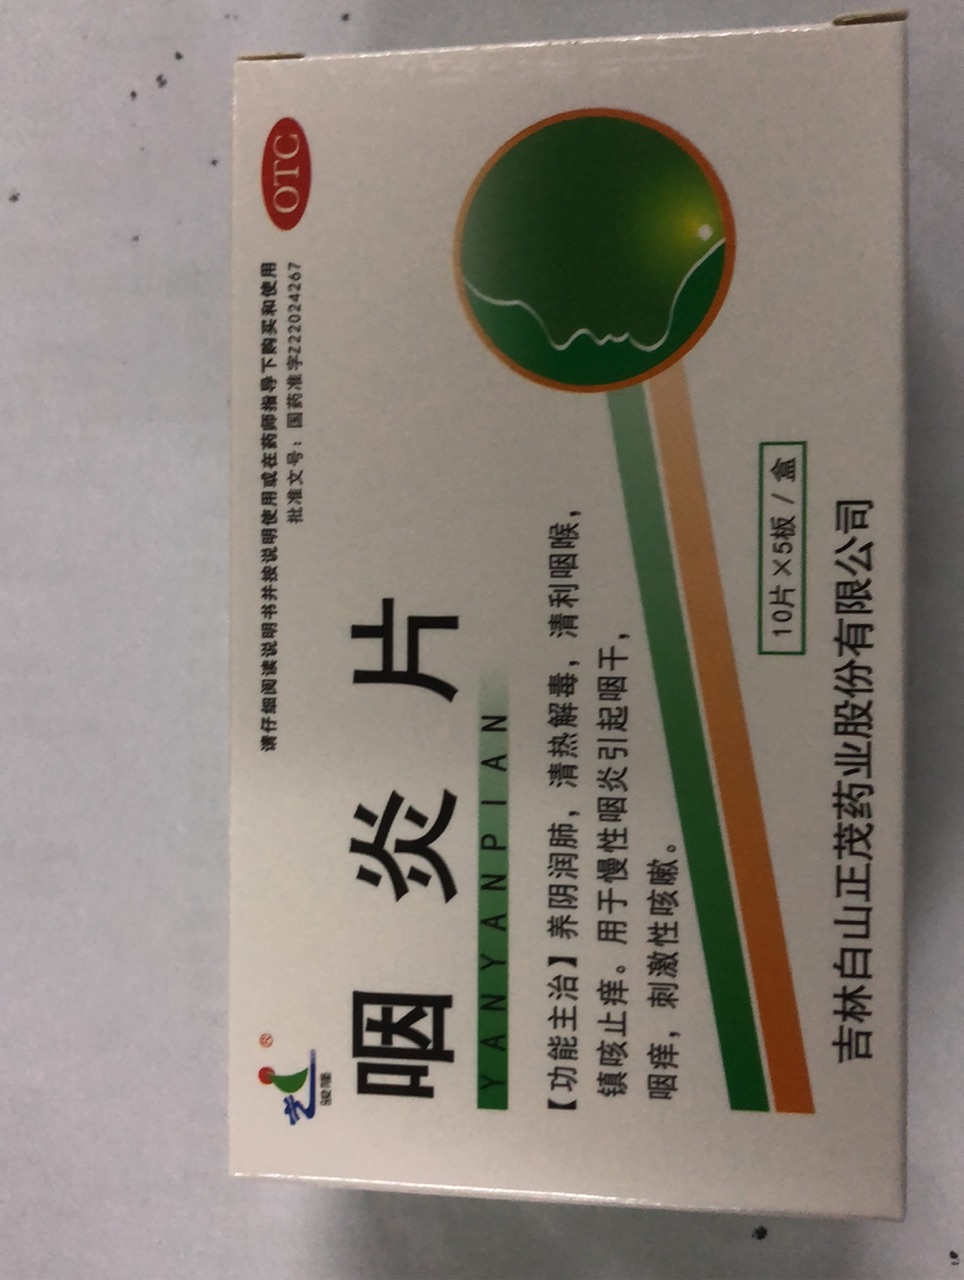 OTC
请仔细阅读说明书并按说明使用或在药师指导下购买和使用
批准文号：国药准字Z22024267
®
骏隆
咽炎片
YANYANPIAN
【功能主治】养阴润肺，清热解毒，清利咽喉，
镇咳止痒。用于慢性咽炎引起咽干，
咽痒，刺激性咳嗽。
10片×5板/盒
吉林白山正茂药业股份有限公司